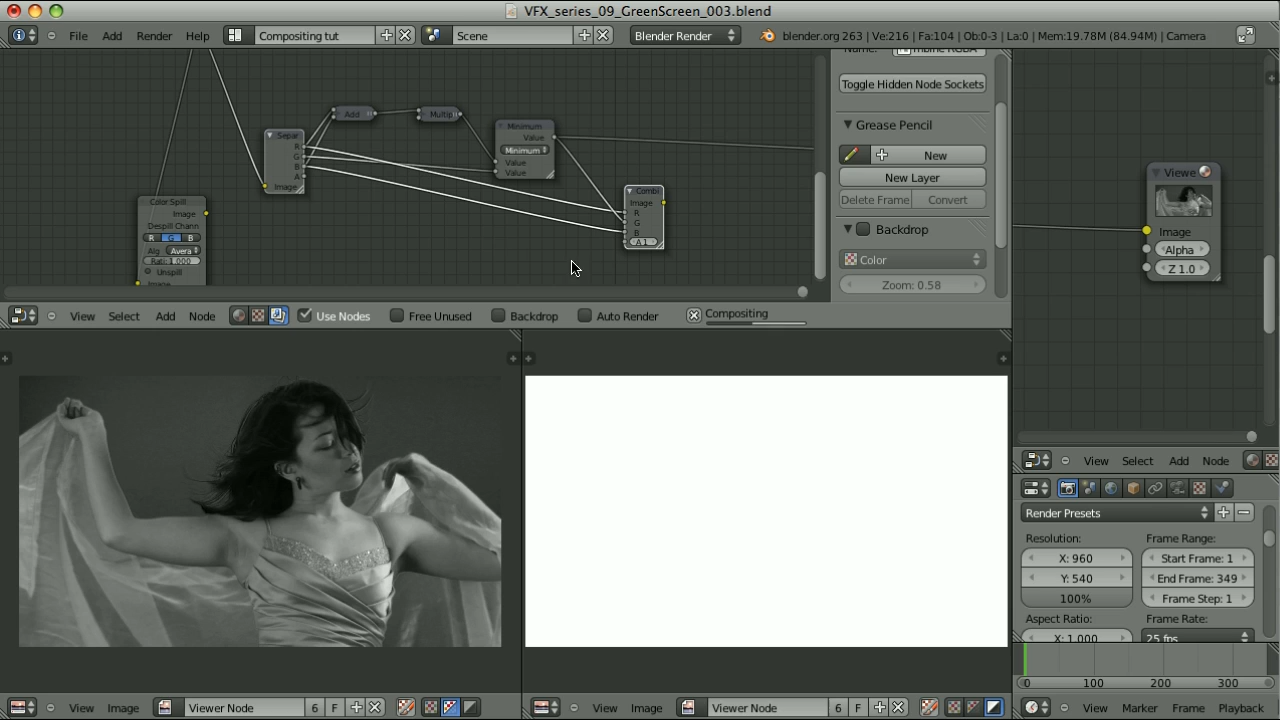 VFX_series_09_GreenScreen_003.blend
File Add Render Help Compositing tut Scene Blender Render blender.org 263 | Ve:216 | Fa:104 | Ob:0-3 | La:0 | Mem:19.78M (84.94M) | Camera
Name:
Toggle Hidden Node Sockets
Grease Pencil
New
New Layer
Delete Frame Convert
Backdrop
Color
Zoom: 0.58
Add
Multip
Separ
R
G
B
A
Image
Minimum
Value
Minimum
Value
Value
Combi
Image
R
G
B
A 1
Color Spill
Image
Despill Chann
R G B
Alg Avera
Rati: 1.000
Unspill
Image
Viewe
Image
Alpha
Z 1.0
View Select Add Node Use Nodes Free Unused Backdrop Auto Render Compositing
View Select Add Node
Render Presets
Resolution: Frame Range:
X: 960 Start Frame: 1
Y: 540 End Frame: 349
100% Frame Step: 1
Aspect Ratio: Frame Rate:
X: 1.000 25 fps
0 100 200 300
View Image Viewer Node 6 F
View Image Viewer Node 6 F
View Marker Frame Playback